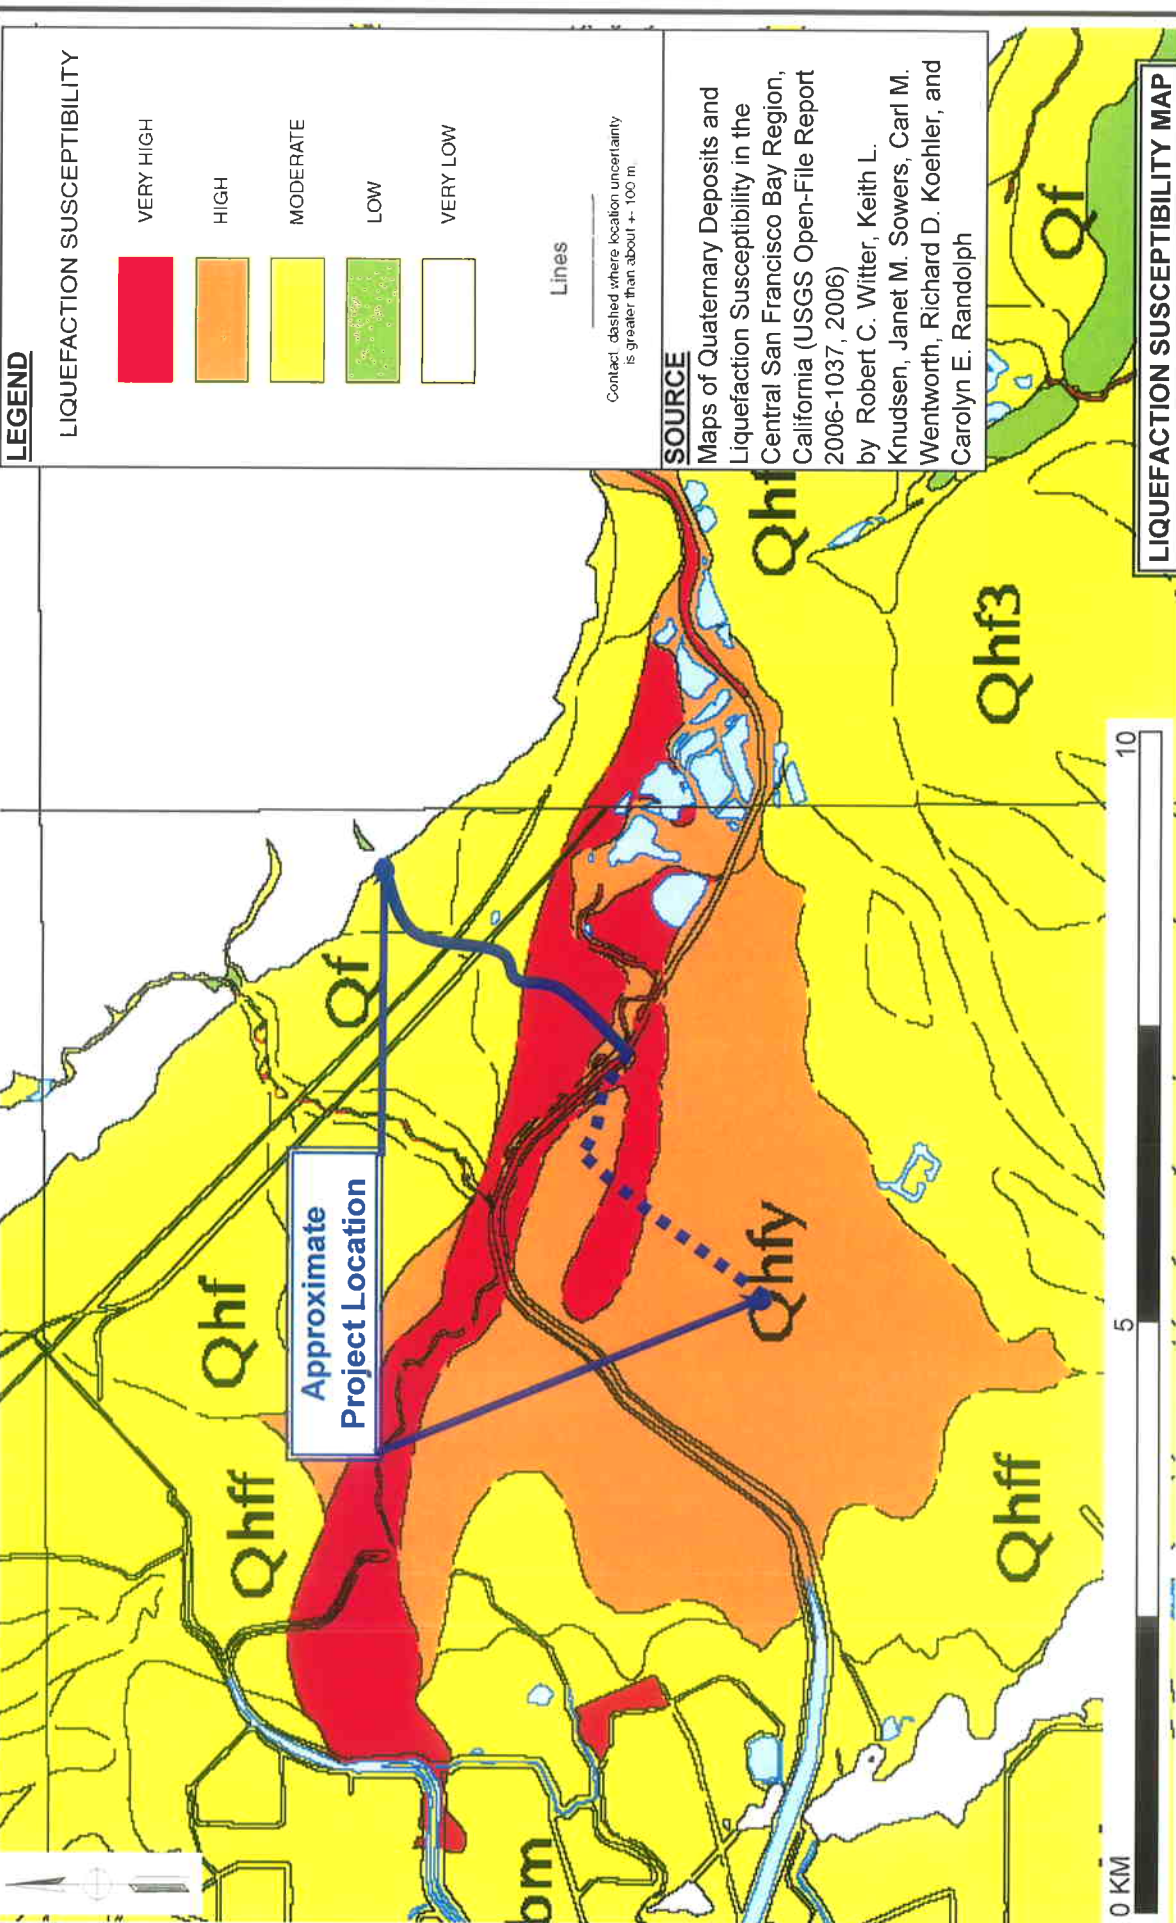 LEGEND
LIQUEFACTION SUSCEPTIBILITY
VERY HIGH
HIGH
MODERATE
LOW
VERY LOW
Lines
Contact, dashed where location uncertainty
is greater than about +- 100 m.
SOURCE
Maps of Quaternary Deposits and
Liquefaction Susceptibility in the
Central San Francisco Bay Region,
California (USGS Open-File Report
2006-1037, 2006)
by Robert C. Witter, Keith L.
Knudsen, Janet M. Sowers, Carl M.
Wentworth, Richard D. Koehler, and
Carolyn E. Randolph
LIQUEFACTION SUSCEPTIBILITY MAP
Approximate
Project Location
Qhff
Qhf
Qf
Qhfy
Qhf
Qf
Qhf3
Qhff
bm
0 KM
5
10